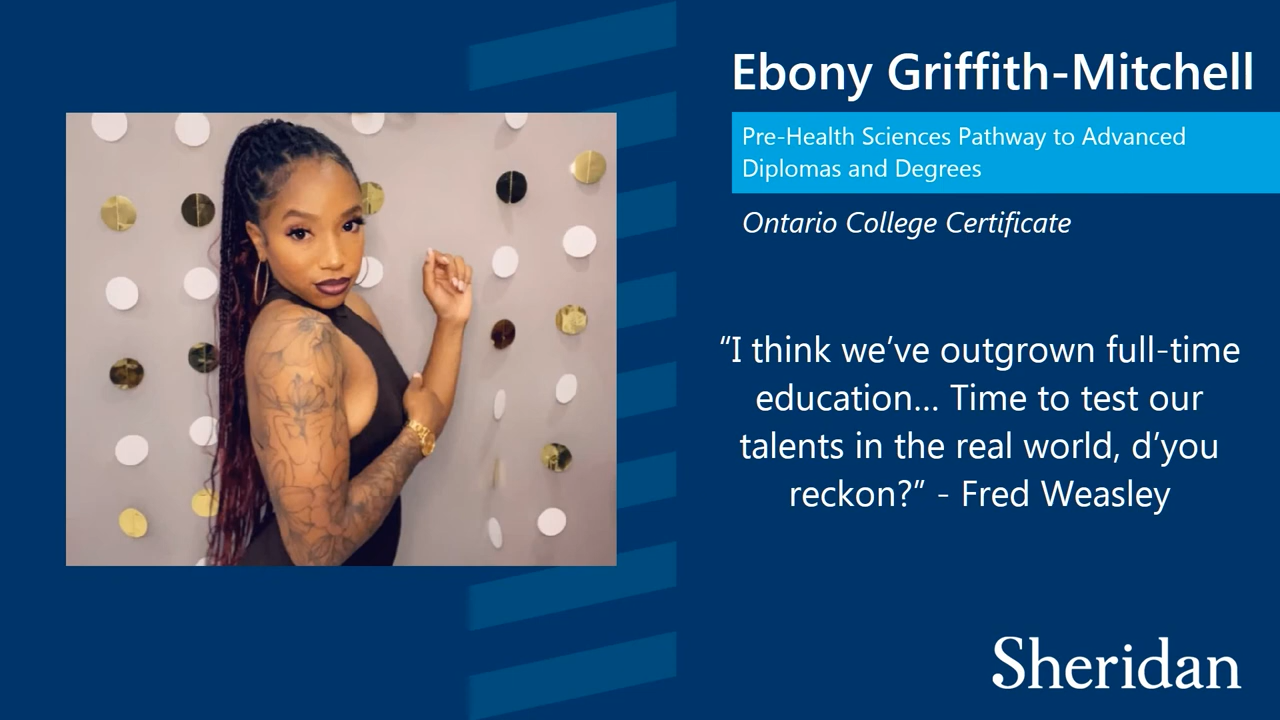 Ebony Griffith-Mitchell
Pre-Health Sciences Pathway to Advanced
Diplomas and Degrees
Ontario College Certificate
“I think we’ve outgrown full-time
education... Time to test our
talents in the real world, d’you
reckon?” - Fred Weasley
Sheridan